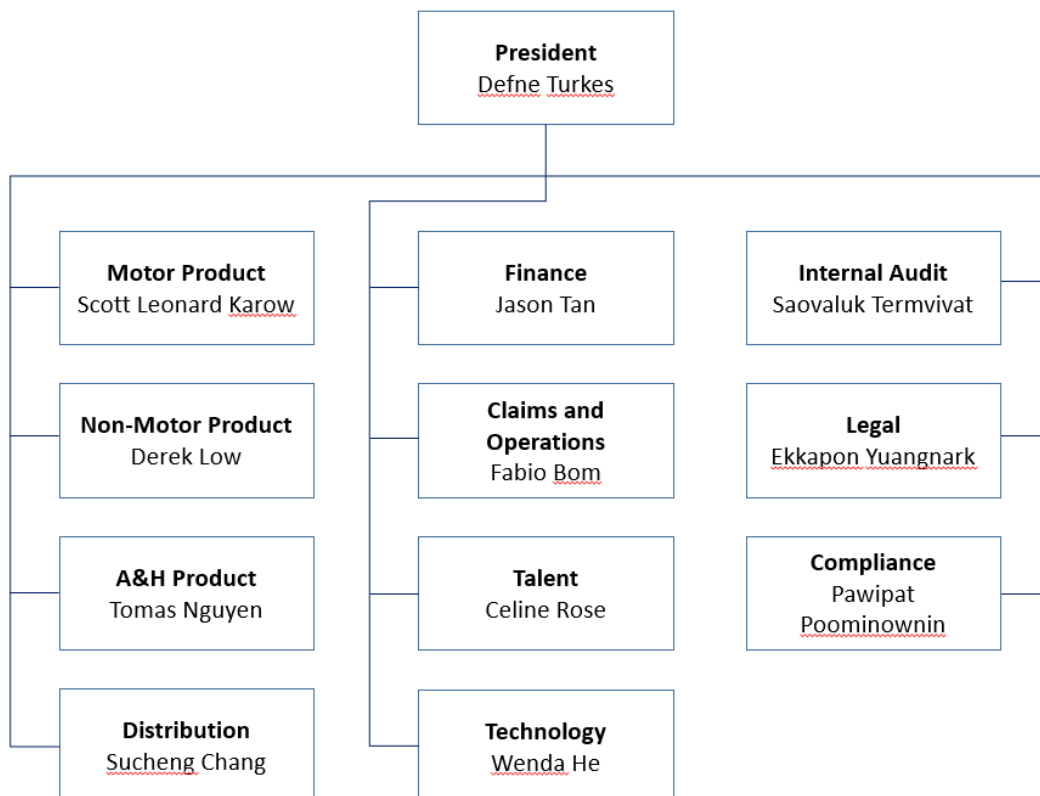 President
Defne Turkes
Motor Product
Scott Leonard Karow
Finance
Jason Tan
Internal Audit
Saovaluk Termvivat
Non-Motor Product
Derek Low
Claims and
Operations
Fabio Bom
Legal
Ekkapon Yuangnark
A&H Product
Tomas Nguyen
Talent
Celine Rose
Compliance
Pawipat
Poominownin
Distribution
Sucheng Chang
Technology
Wenda He